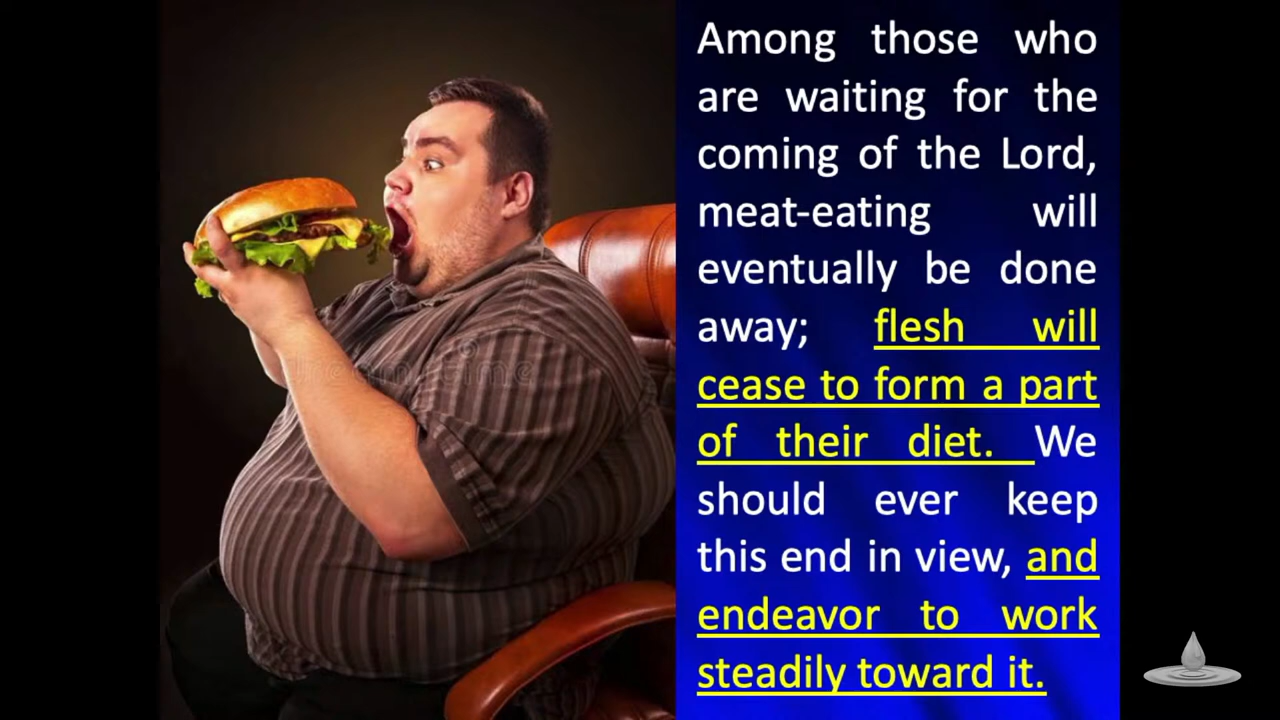 Among those who
are waiting for the
coming of the Lord,
meat-eating will
eventually be done
away; flesh will
cease to form a part
of their diet. We
should ever keep
this end in view, and
endeavor to work
steadily toward it.
dreamstime